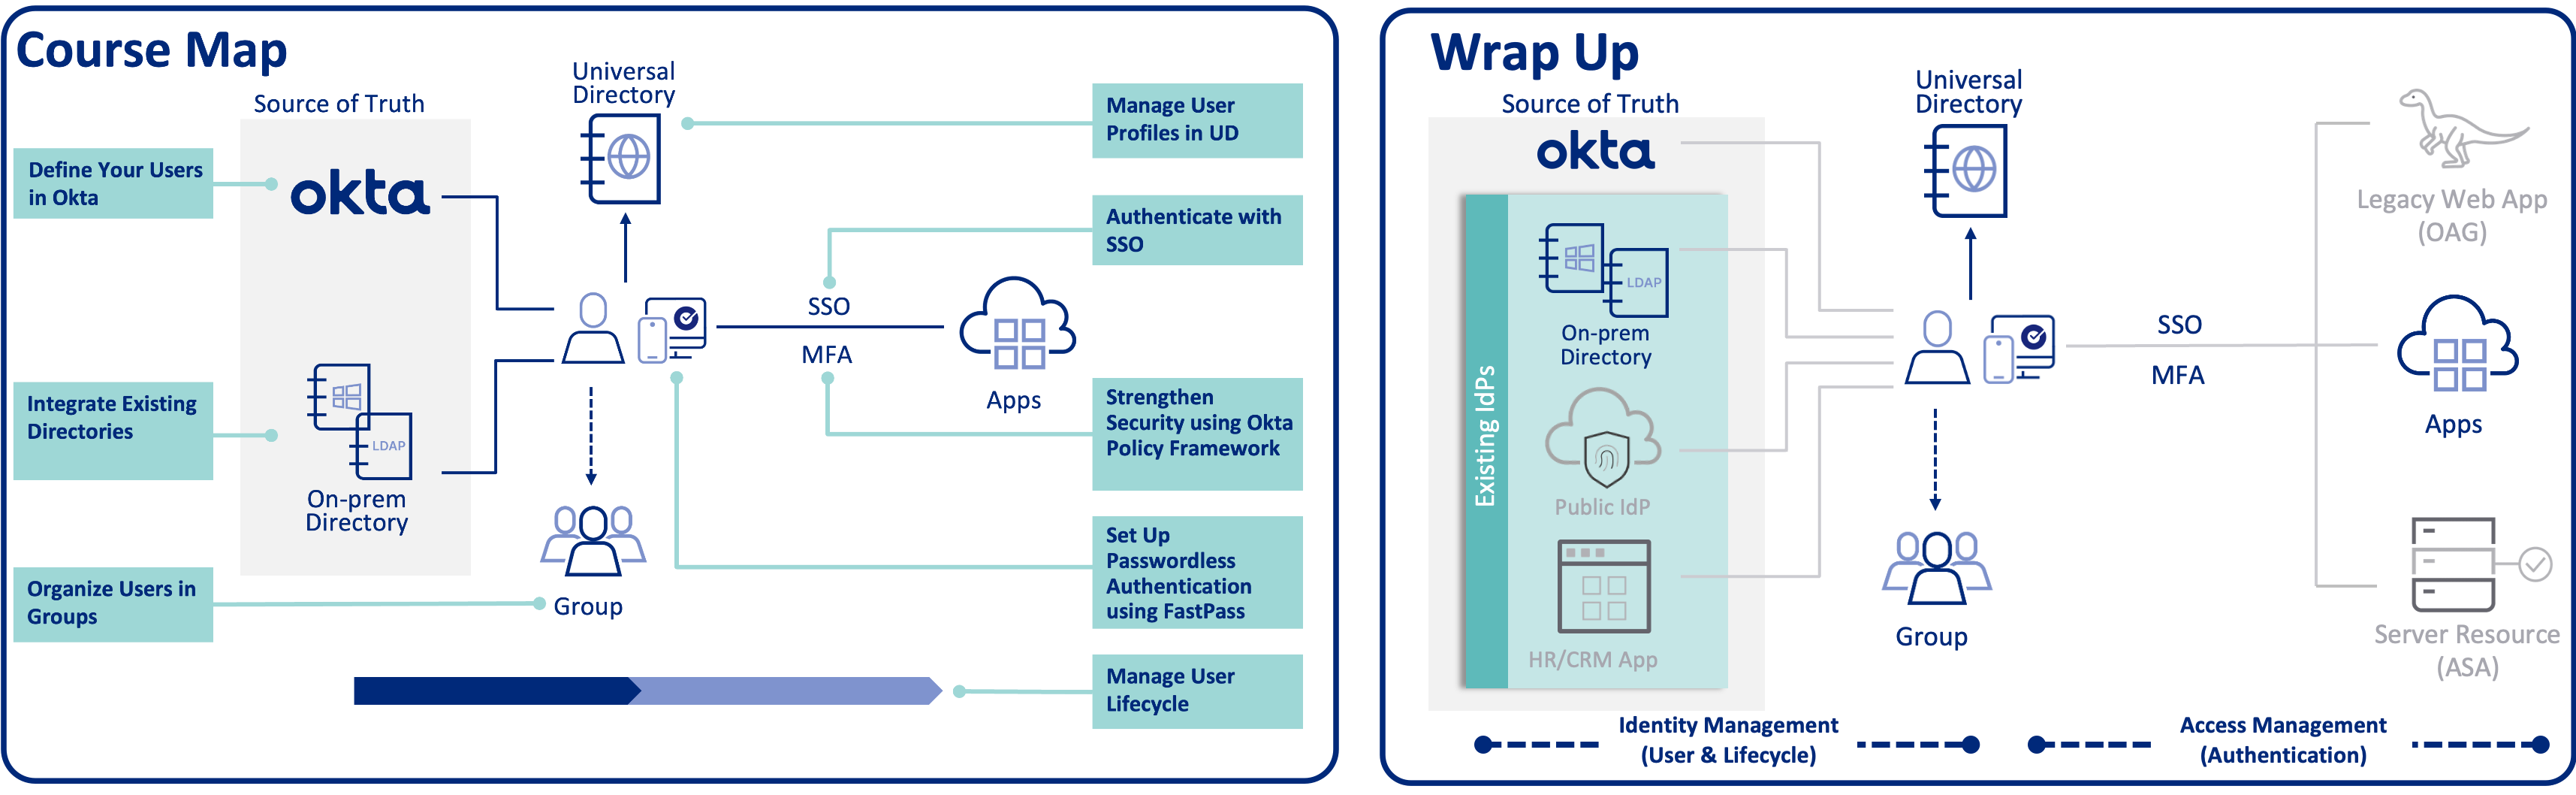 Course Map
Source of Truth
Define Your Users
in Okta
okta
Integrate Existing
Directories
LDAP
On-prem
Directory
Organize Users in
Groups
Universal
Directory
Group
SSO
MFA
Apps
Manage User
Profiles in UD
Authenticate with
SSO
Strengthen
Security using Okta
Policy Framework
Set Up
Passwordless
Authentication
using FastPass
Manage User
Lifecycle
Wrap Up
Source of Truth
okta
Existing IdPs
LDAP
On-prem
Directory
Public IdP
HR/CRM App
Universal
Directory
Group
SSO
MFA
Legacy Web App
(OAG)
Apps
Server Resource
(ASA)
Identity Management
(User & Lifecycle)
Access Management
(Authentication)